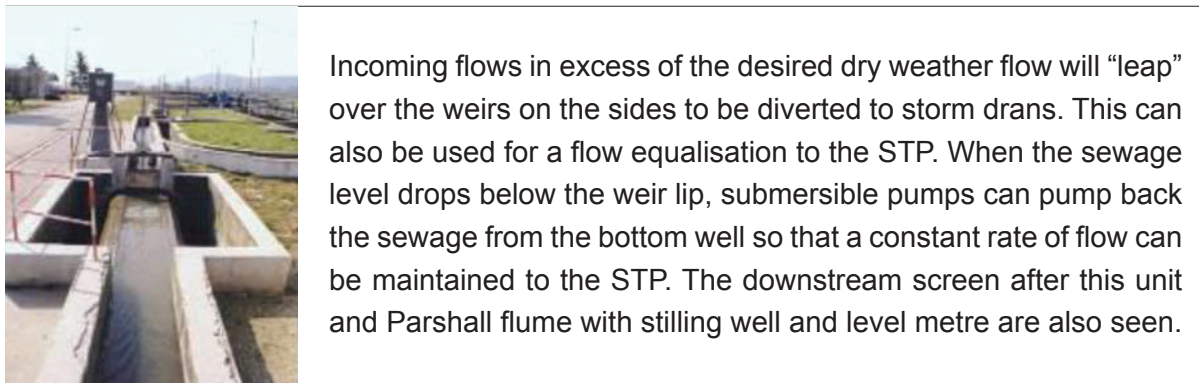 Incoming flows in excess of the desired dry weather flow will “leap”
over the weirs on the sides to be diverted to storm drans. This can
also be used for a flow equalisation to the STP. When the sewage
level drops below the weir lip, submersible pumps can pump back
the sewage from the bottom well so that a constant rate of flow can
be maintained to the STP. The downstream screen after this unit
and Parshall flume with stilling well and level metre are also seen.